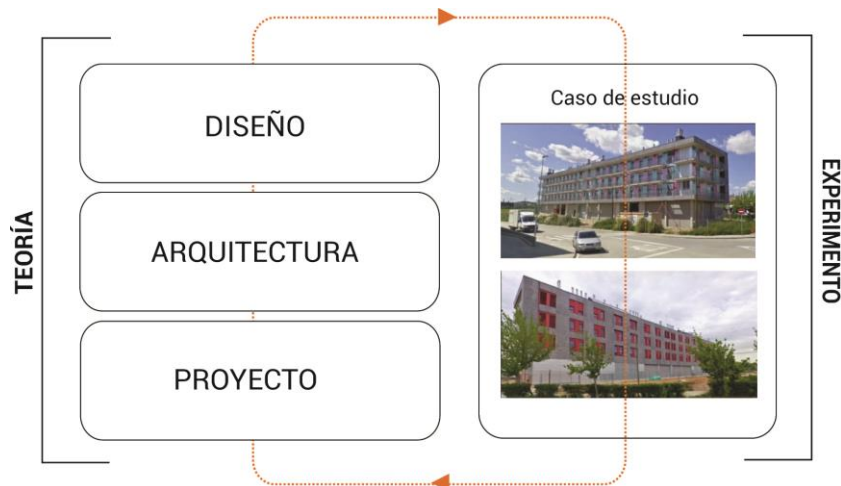 TEORÍA
DISEÑO
ARQUITECTURA
PROYECTO
Caso de estudio
EXPERIMENTO